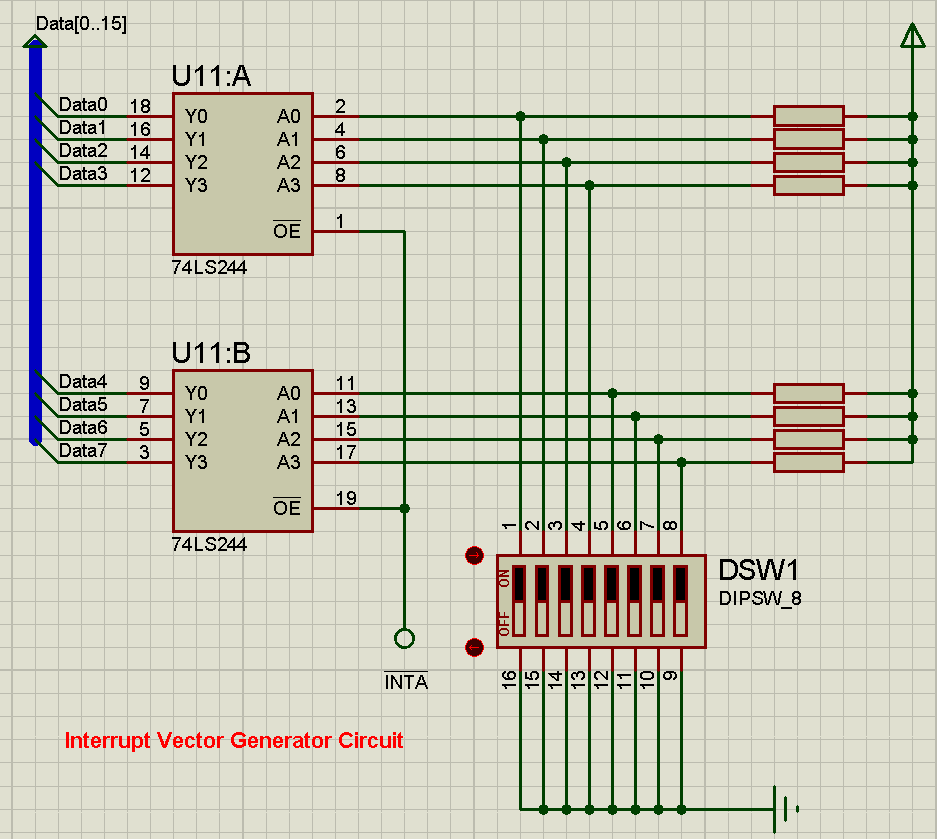 Data[0..15]
U11:A
Data0 18 Y0 A0 2
Data1 16 Y1 A1 4
Data2 14 Y2 A2 6
Data3 12 Y3 A3 8
OE 1
74LS244
U11:B
Data4 9 Y0 A0 11
Data5 7 Y1 A1 13
Data6 5 Y2 A2 15
Data7 3 Y3 A3 17
OE 19
74LS244
1 2 3 4 5 6 7 8
ON
OFF
DSW1
DIPSW_8
16 15 14 13 12 11 10 9
INTA
Interrupt Vector Generator Circuit